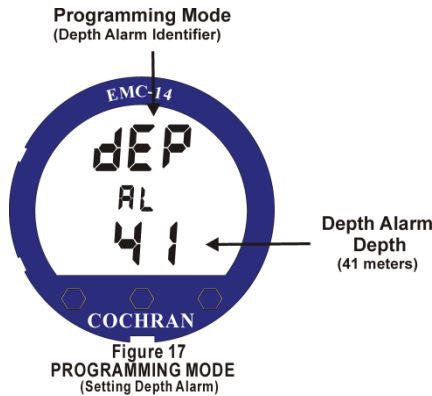 Programming Mode
(Depth Alarm Identifier)
EMC-14
dEP
AL
41
Depth Alarm
Depth
(41 meters)
COCHRAN
Figure 17
PROGRAMMING MODE
(Setting Depth Alarm)